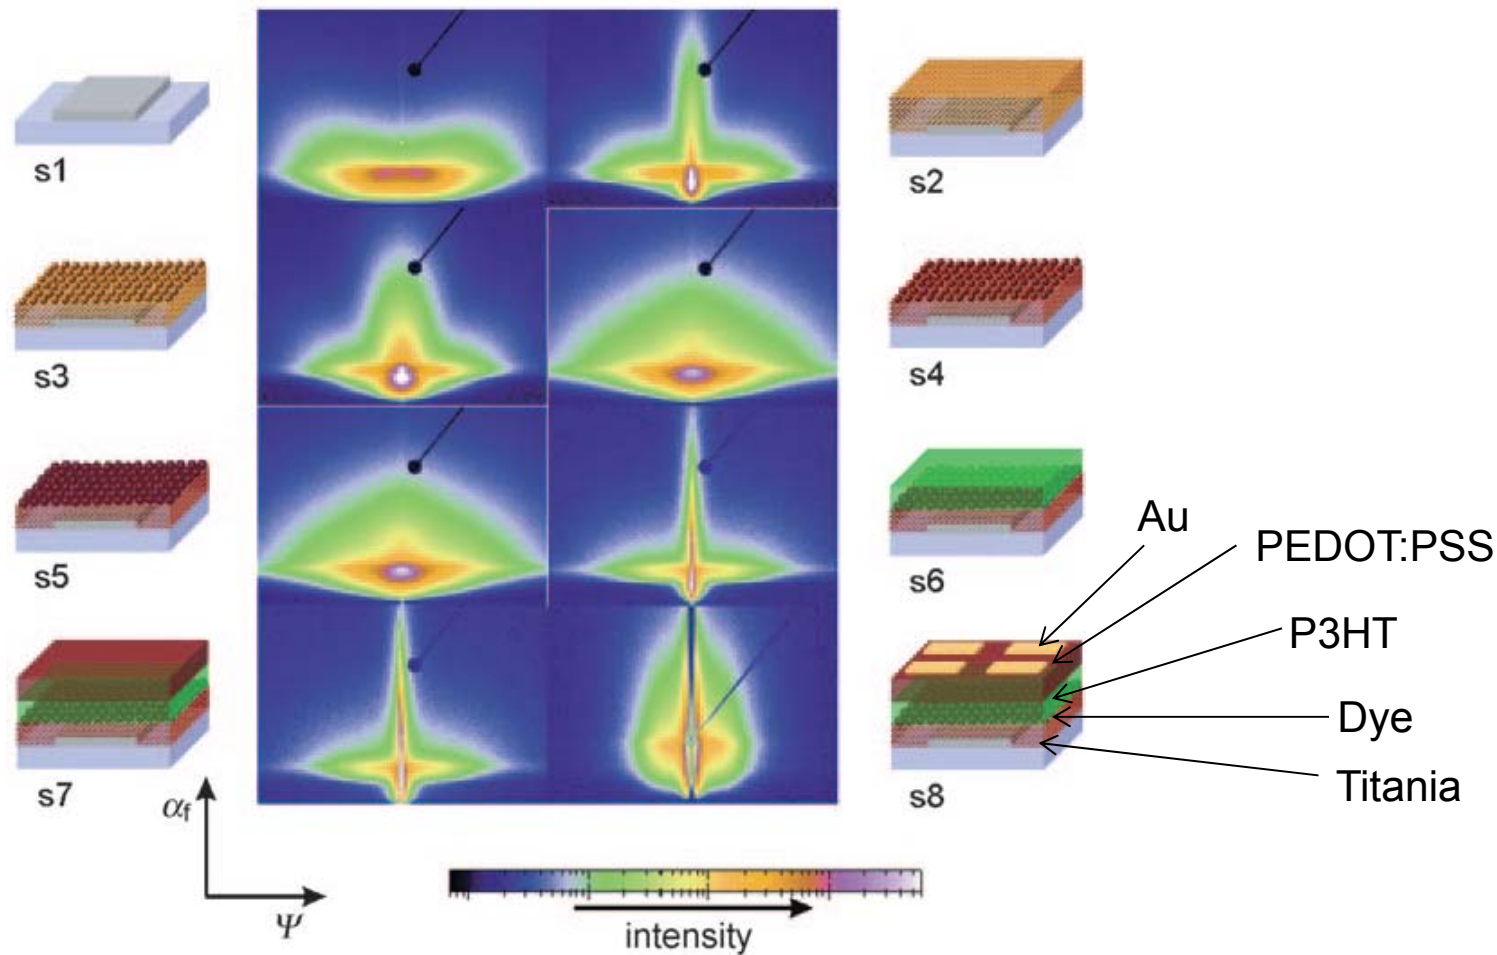 s1
s2
s3
s4
s5
s6
s7
s8
Au
PEDOT:PSS
P3HT
Dye
Titania
αf
Ψ
intensity